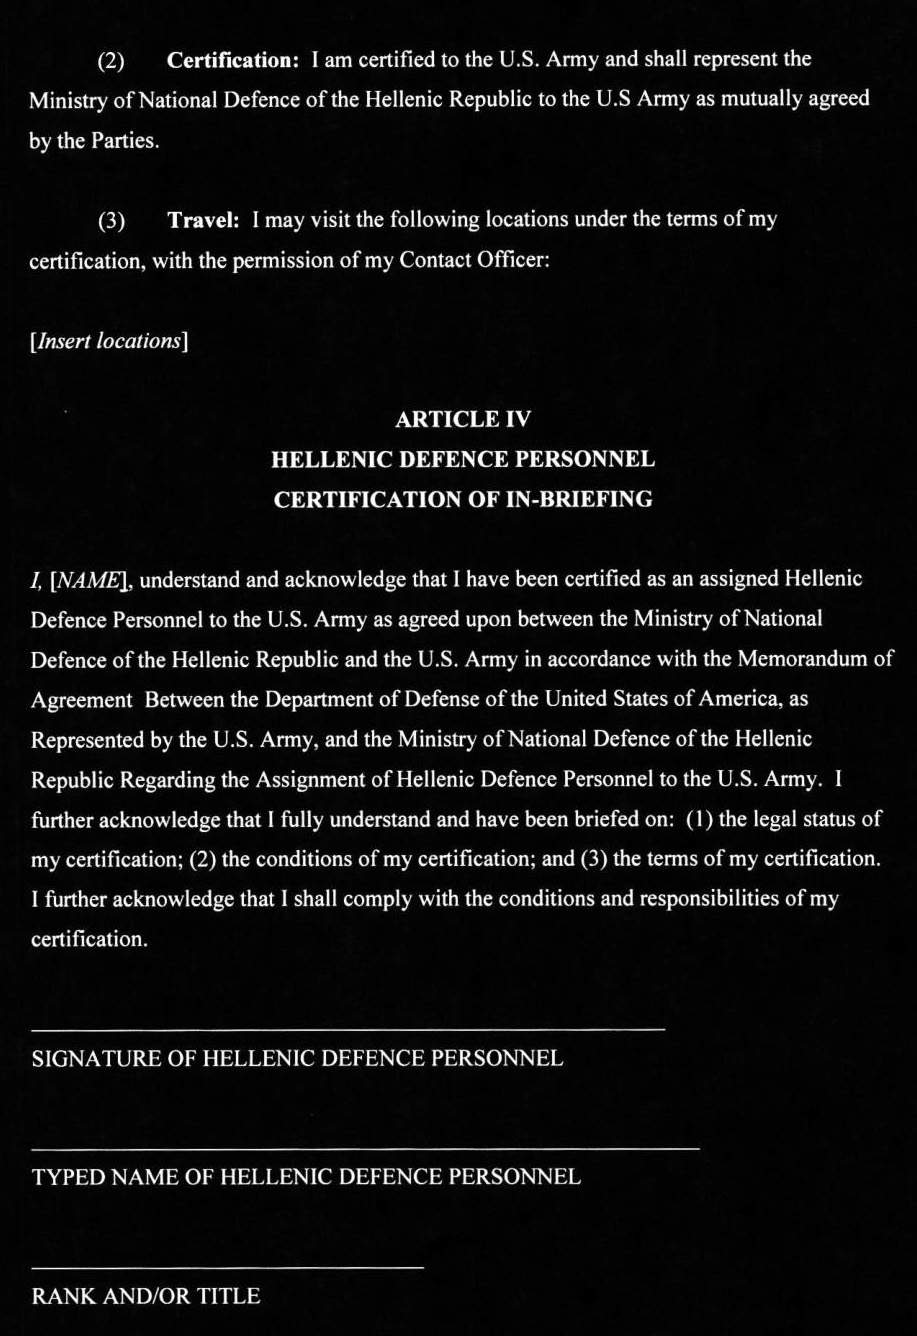 (2) Certification: I am certified to the U.S. Army and shall represent the
Ministry of National Defence of the Hellenic Republic to the U.S Army as mutually agreed
by the Parties.
(3) Travel: I may visit the following locations under the terms of my
certification, with the permission of my Contact Officer:
[Insert locations]
ARTICLE IV
HELLENIC DEFENCE PERSONNEL
CERTIFICATION OF IN-BRIEFING
I, [NAME], understand and acknowledge that I have been certified as an assigned Hellenic
Defence Personnel to the U.S. Army as agreed upon between the Ministry of National
Defence of the Hellenic Republic and the U.S. Army in accordance with the Memorandum of
Agreement Between the Department of Defense of the United States of America, as
Represented by the U.S. Army, and the Ministry of National Defence of the Hellenic
Republic Regarding the Assignment of Hellenic Defence Personnel to the U.S. Army. I
further acknowledge that I fully understand and have been briefed on: (1) the legal status of
my certification; (2) the conditions of my certification; and (3) the terms of my certification.
I further acknowledge that I shall comply with the conditions and responsibilities of my
certification.
SIGNATURE OF HELLENIC DEFENCE PERSONNEL
TYPED NAME OF HELLENIC DEFENCE PERSONNEL
RANK AND/OR TITLE